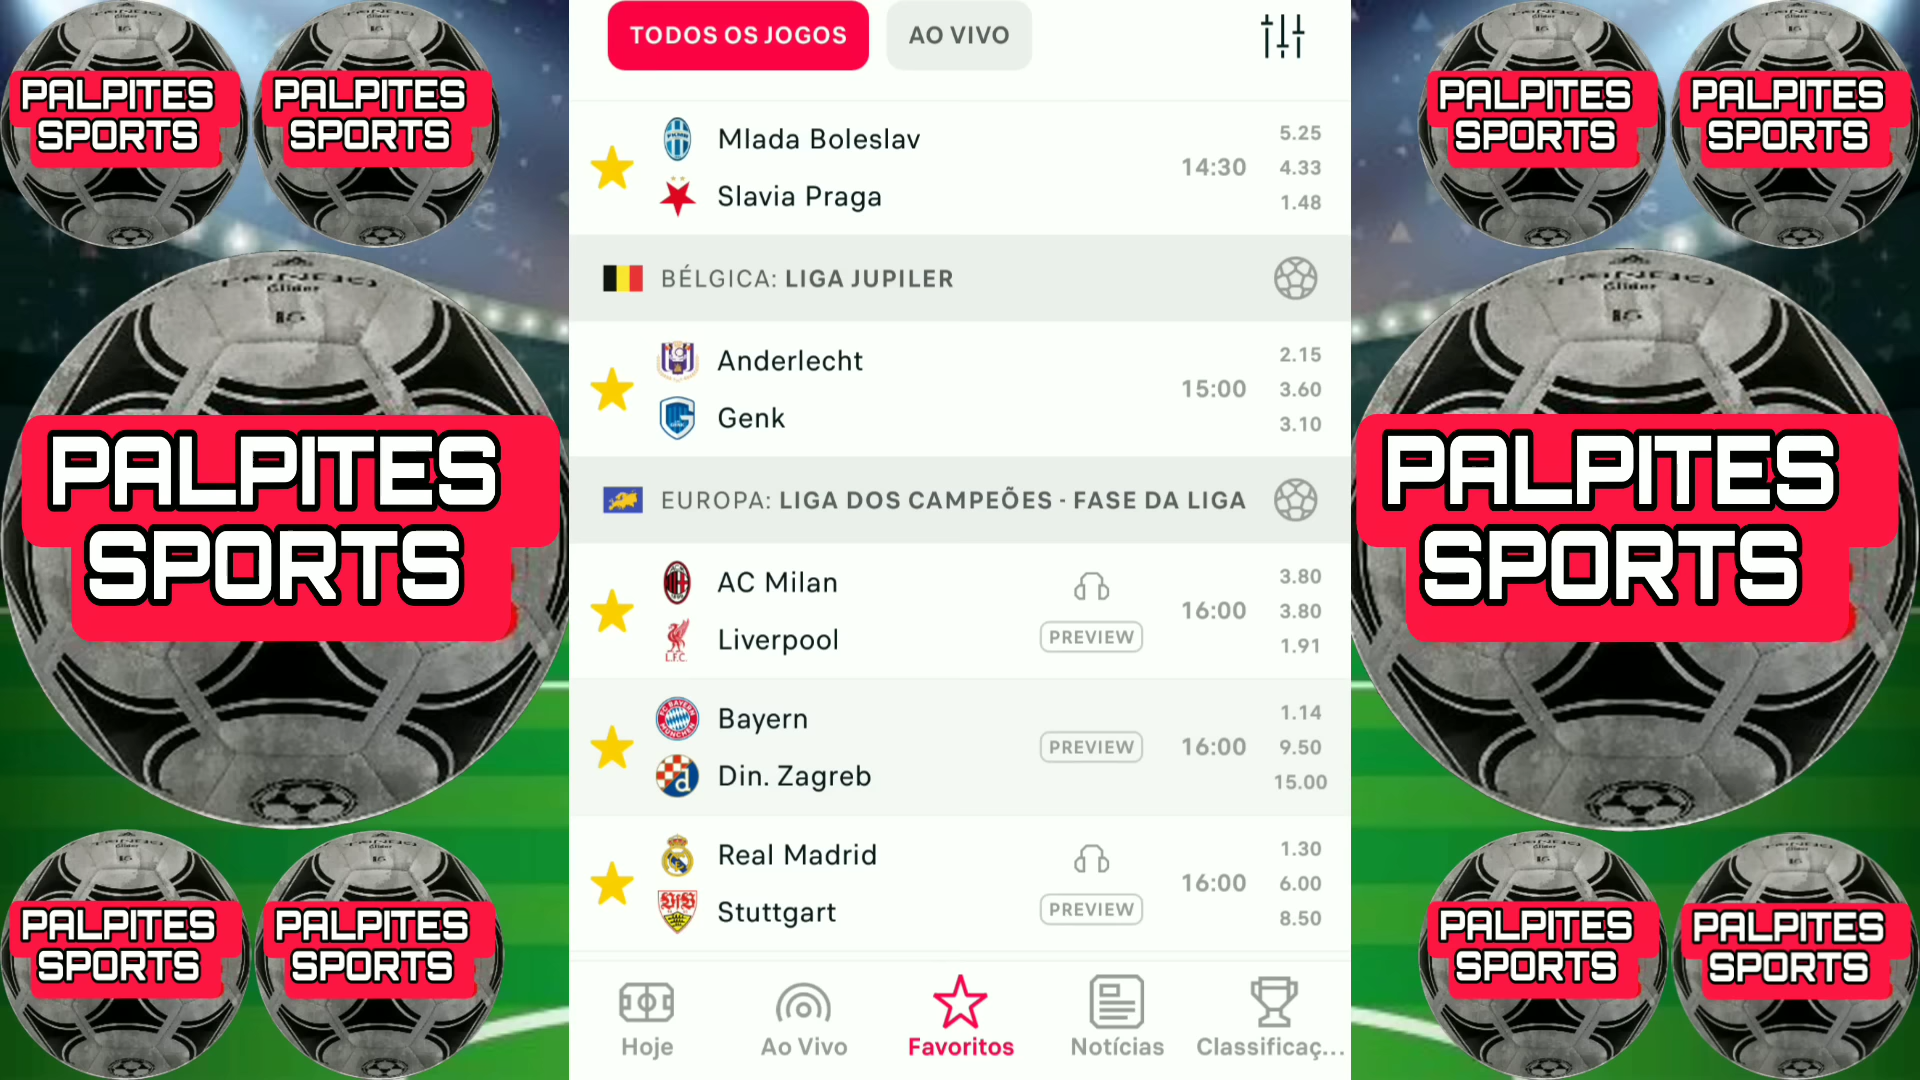 PALPITES
SPORTS
PALPITES
SPORTS
PALPITES
SPORTS
PALPITES
SPORTS
PALPITES
SPORTS
TODOS OS JOGOS
AO VIVO
Mlada Boleslav
Slavia Praga
14:30
5.25
4.33
1.48
BÉLGICA: LIGA JUPILER
Anderlecht
Genk
15:00
2.15
3.60
3.10
EUROPA: LIGA DOS CAMPEÕES - FASE DA LIGA
AC Milan
Liverpool
L.F.C.
PREVIEW
16:00
3.80
3.80
1.91
Bayern
Din. Zagreb
PREVIEW
16:00
1.14
9.50
15.00
Real Madrid
Stuttgart
PREVIEW
16:00
1.30
6.00
8.50
Hoje
Ao Vivo
Favoritos
Notícias
Classificaç...
PALPITES
SPORTS
PALPITES
SPORTS
PALPITES
SPORTS
PALPITES
SPORTS
PALPITES
SPORTS